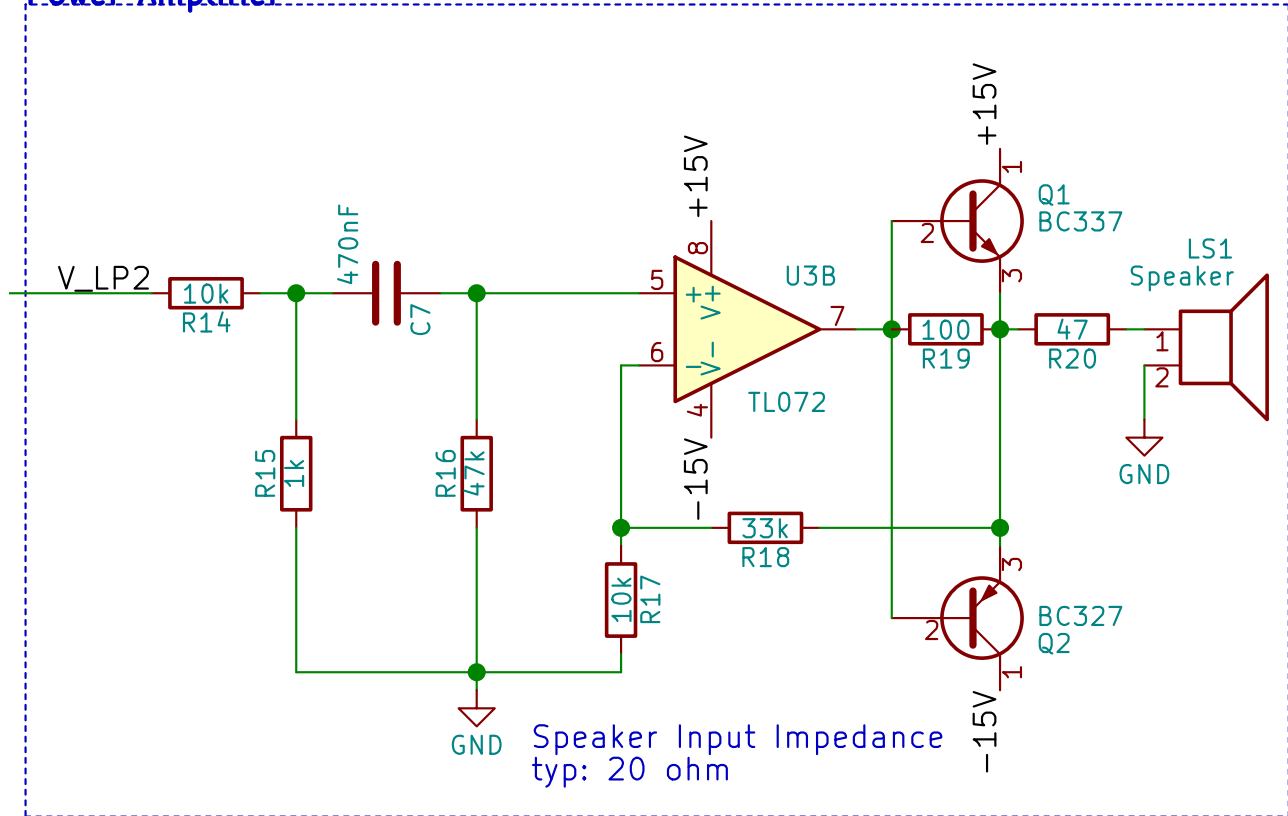 Power Amplifier
+15V
1
Q1
BC337
2
3
+15V
8
470nF
V_LP2
10k
R14
C7
5
+
V+
U3B
7
6
-
V-
4
TL072
-15V
100
R19
47
R20
LS1
Speaker
1
2
GND
R15
1k
R16
47k
33k
R18
10k
R17
3
BC327
Q2
2
1
-15V
GND
Speaker Input Impedance
typ: 20 ohm